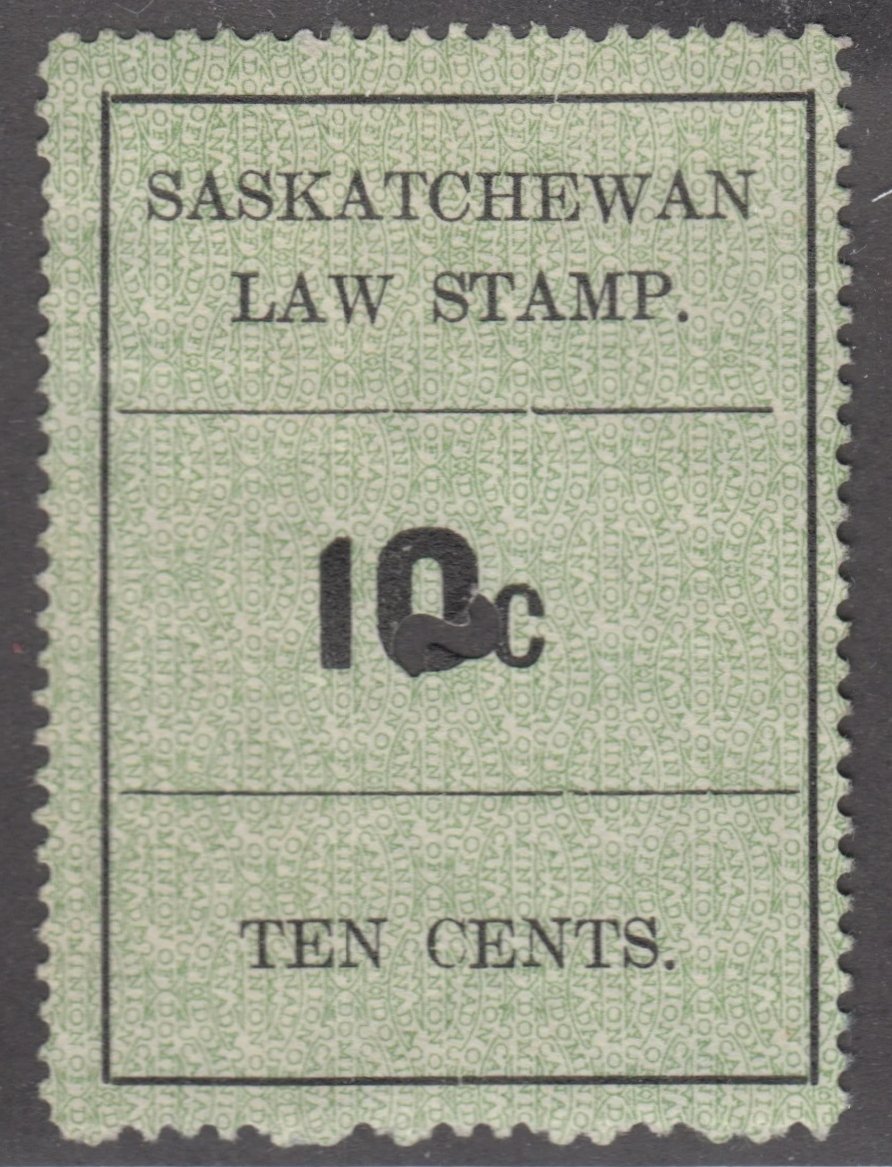 SASKATCHEWAN
LAW STAMP.
10c
TEN CENTS.